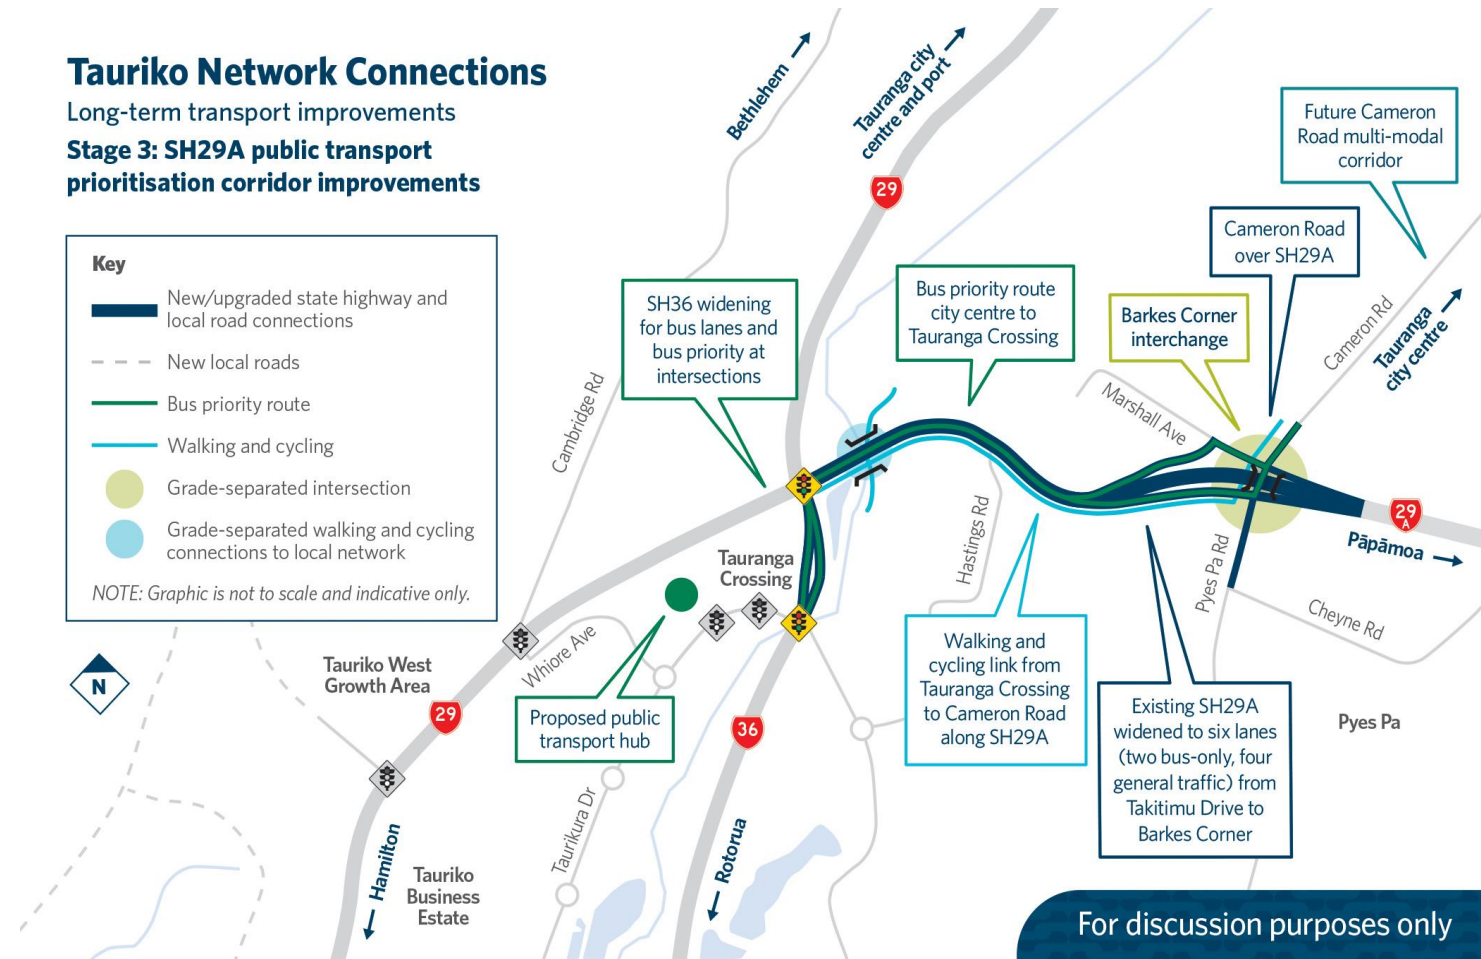 Tauriko Network Connections
Long-term transport improvements
Stage 3: SH29A public transport
prioritisation corridor improvements
Key
New/upgraded state highway and
local road connections
New local roads
Bus priority route
Walking and cycling
Grade-separated intersection
Grade-separated walking and cycling
connections to local network
NOTE: Graphic is not to scale and indicative only.
N
Bethlehem
Tauranga city
centre and port
29
Future Cameron
Road multi-modal
corridor
Cameron Road
over SH29A
SH36 widening
for bus lanes and
bus priority at
intersections
Bus priority route
city centre to
Tauranga Crossing
Barkes Corner
interchange
Cameron Rd
Tauranga
city centre
Cambridge Rd
Marshall Ave
29
A
Pāpāmoa
Hastings Rd
Pyes Pa Rd
Cheyne Rd
Tauranga
Crossing
Whiore Ave
Tauriko West
Growth Area
29
Proposed public
transport hub
36
Walking and
cycling link from
Tauranga Crossing
to Cameron Road
along SH29A
Existing SH29A
widened to six lanes
(two bus-only, four
general traffic) from
Takitimu Drive to
Barkes Corner
Pyes Pa
Taurikura Dr
Hamilton
Rotorua
Tauriko
Business
Estate
For discussion purposes only